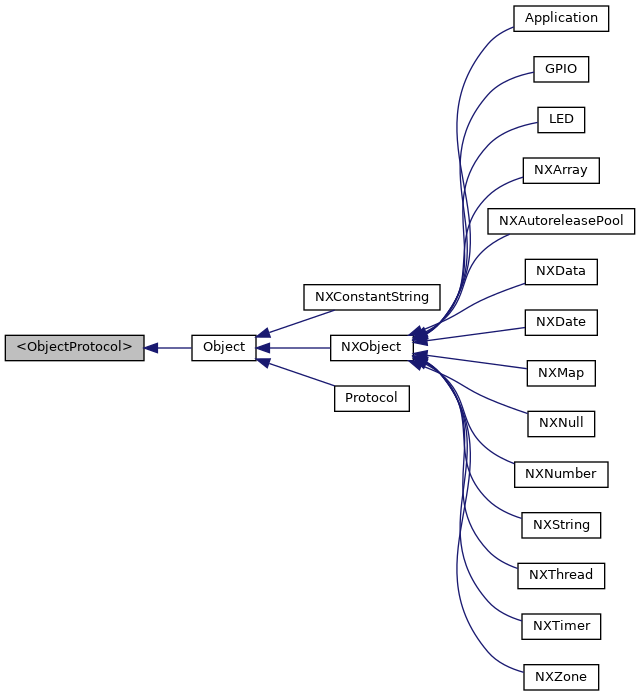 Application
GPIO
LED
NXArray
NXAutoreleasePool
NXData
NXConstantString
NXDate
<ObjectProtocol>
Object
NXObject
NXMap
Protocol
NXNull
NXNumber
NXString
NXThread
NXTimer
NXZone